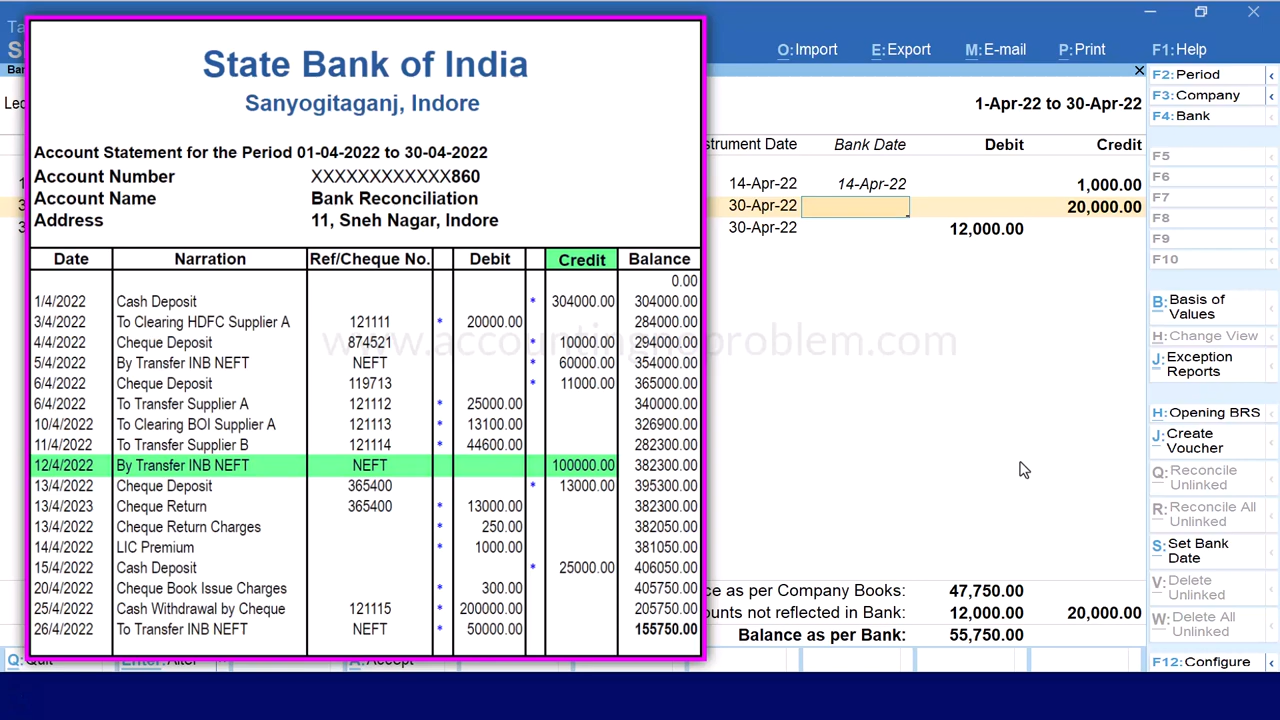 Ta
O:Import E:Export M:E-mail P:Print F1:Help
State Bank of India
Sanyogitaganj, Indore
1-Apr-22 to 30-Apr-22
Account Statement for the Period 01-04-2022 to 30-04-2022
Account Number XXXXXXXXXXXX860
Account Name Bank Reconciliation
Address 11, Sneh Nagar, Indore
Date Narration Ref/Cheque No. Debit Credit Balance
0.00
1/4/2022 Cash Deposit * 304000.00 304000.00
3/4/2022 To Clearing HDFC Supplier A 121111 * 20000.00 284000.00
4/4/2022 Cheque Deposit 874521 * 10000.00 294000.00
5/4/2022 By Transfer INB NEFT NEFT * 60000.00 354000.00
6/4/2022 Cheque Deposit 119713 * 11000.00 365000.00
6/4/2022 To Transfer Supplier A 121112 * 25000.00 340000.00
10/4/2022 To Clearing BOI Supplier A 121113 * 13100.00 326900.00
11/4/2022 To Transfer Supplier B 121114 * 44600.00 282300.00
12/4/2022 By Transfer INB NEFT NEFT 100000.00 382300.00
13/4/2022 Cheque Deposit 365400 * 13000.00 395300.00
13/4/2023 Cheque Return 365400 * 13000.00 382300.00
13/4/2022 Cheque Return Charges * 250.00 382050.00
14/4/2022 LIC Premium * 1000.00 381050.00
15/4/2022 Cash Deposit * 25000.00 406050.00
20/4/2022 Cheque Book Issue Charges * 300.00 405750.00
25/4/2022 Cash Withdrawal by Cheque 121115 * 200000.00 205750.00
26/4/2022 To Transfer INB NEFT NEFT * 50000.00 155750.00
www.accountingnoproblem.com
strument Date Bank Date Debit Credit
14-Apr-22 14-Apr-22 1,000.00
30-Apr-22 20,000.00
30-Apr-22 12,000.00
ce as per Company Books: 47,750.00
ounts not reflected in Bank: 12,000.00 20,000.00
Balance as per Bank: 55,750.00
F2: Period
F3: Company
F4: Bank
F5
F6
F7
F8
F9
F10
B: Basis of
Values
H: Change View
J: Exception
Reports
H: Opening BRS
J: Create
Voucher
Q: Reconcile
Unlinked
R: Reconcile All
Unlinked
S: Set Bank
Date
V: Delete
Unlinked
W: Delete All
Unlinked
F12: Configure
Q: Quit Enter: Alter A: Accept